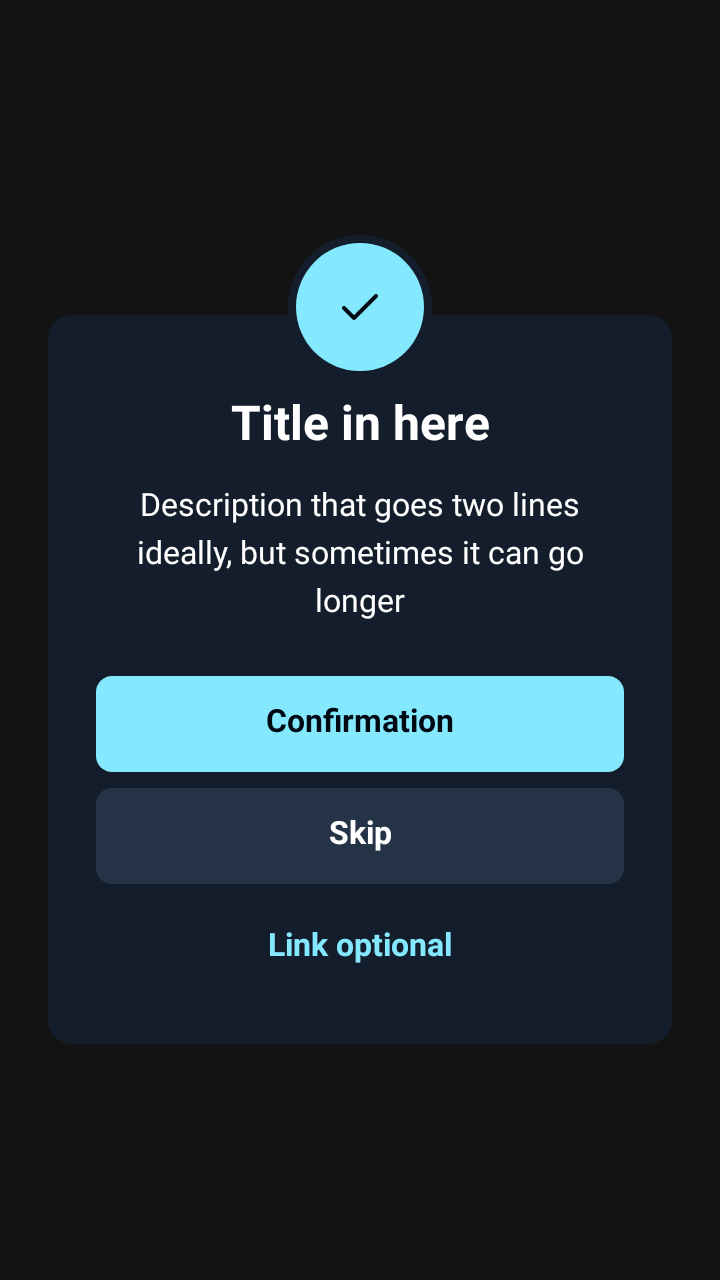 Title in here
Description that goes two lines
ideally, but sometimes it can go
longer
Confirmation
Skip
Link optional